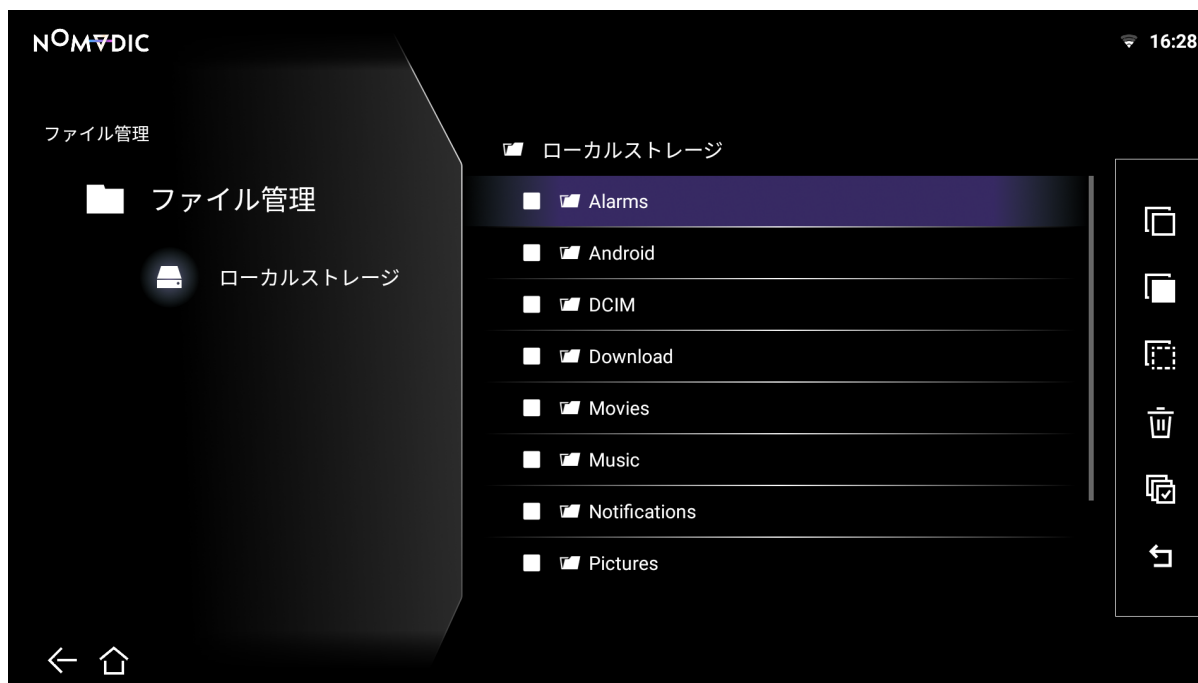 NOMADIC
16:28
ファイル管理
ファイル管理
ローカルストレージ
ローカルストレージ
Alarms
Android
DCIM
Download
Movies
Music
Notifications
Pictures